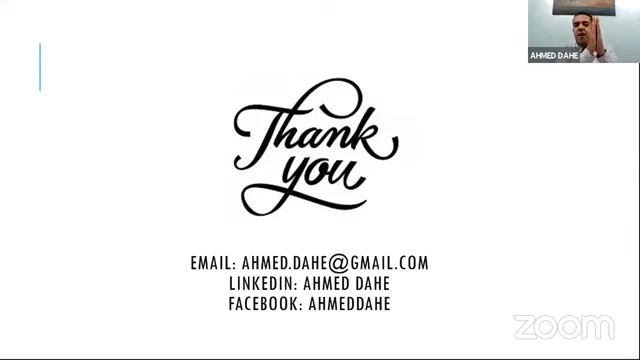 AHMED DAHE
Thank
you
EMAIL: AHMED.DAHE@GMAIL.COM
LINKEDIN: AHMED DAHE
FACEBOOK: AHMEDDAHE
zoom